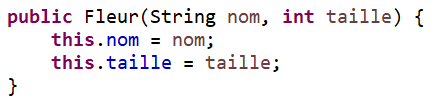 public Fleur(String nom, int taille) {
    this.nom = nom;
    this.taille = taille;
}